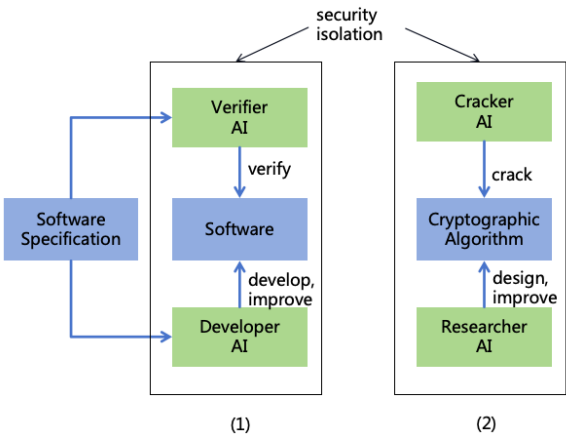 security
isolation
Verifier
AI
verify
Software
Specification
Software
develop,
improve
Developer
AI
(1)
Cracker
AI
crack
Cryptographic
Algorithm
design,
improve
Researcher
AI
(2)